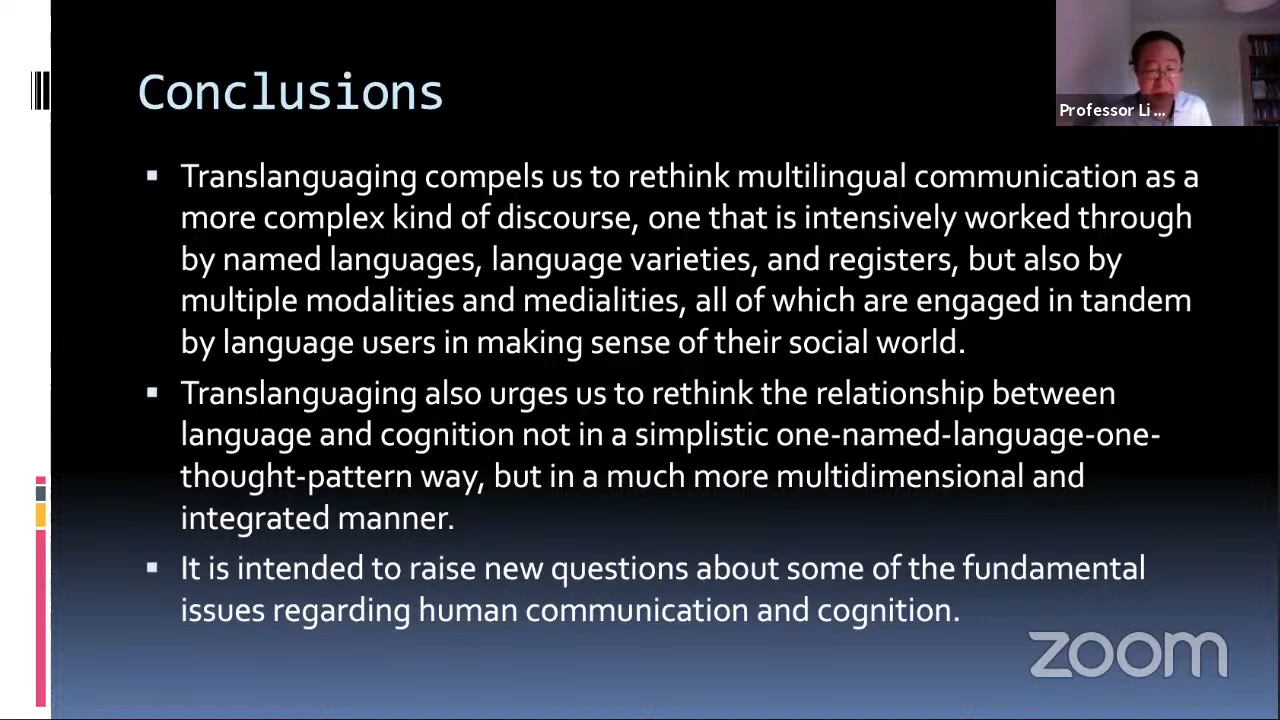 Conclusions
Professor Li ...
Translanguaging compels us to rethink multilingual communication as a
more complex kind of discourse, one that is intensively worked through
by named languages, language varieties, and registers, but also by
multiple modalities and medialities, all of which are engaged in tandem
by language users in making sense of their social world.
Translanguaging also urges us to rethink the relationship between
language and cognition not in a simplistic one-named-language-one-
thought-pattern way, but in a much more multidimensional and
integrated manner.
It is intended to raise new questions about some of the fundamental
issues regarding human communication and cognition.
zoom